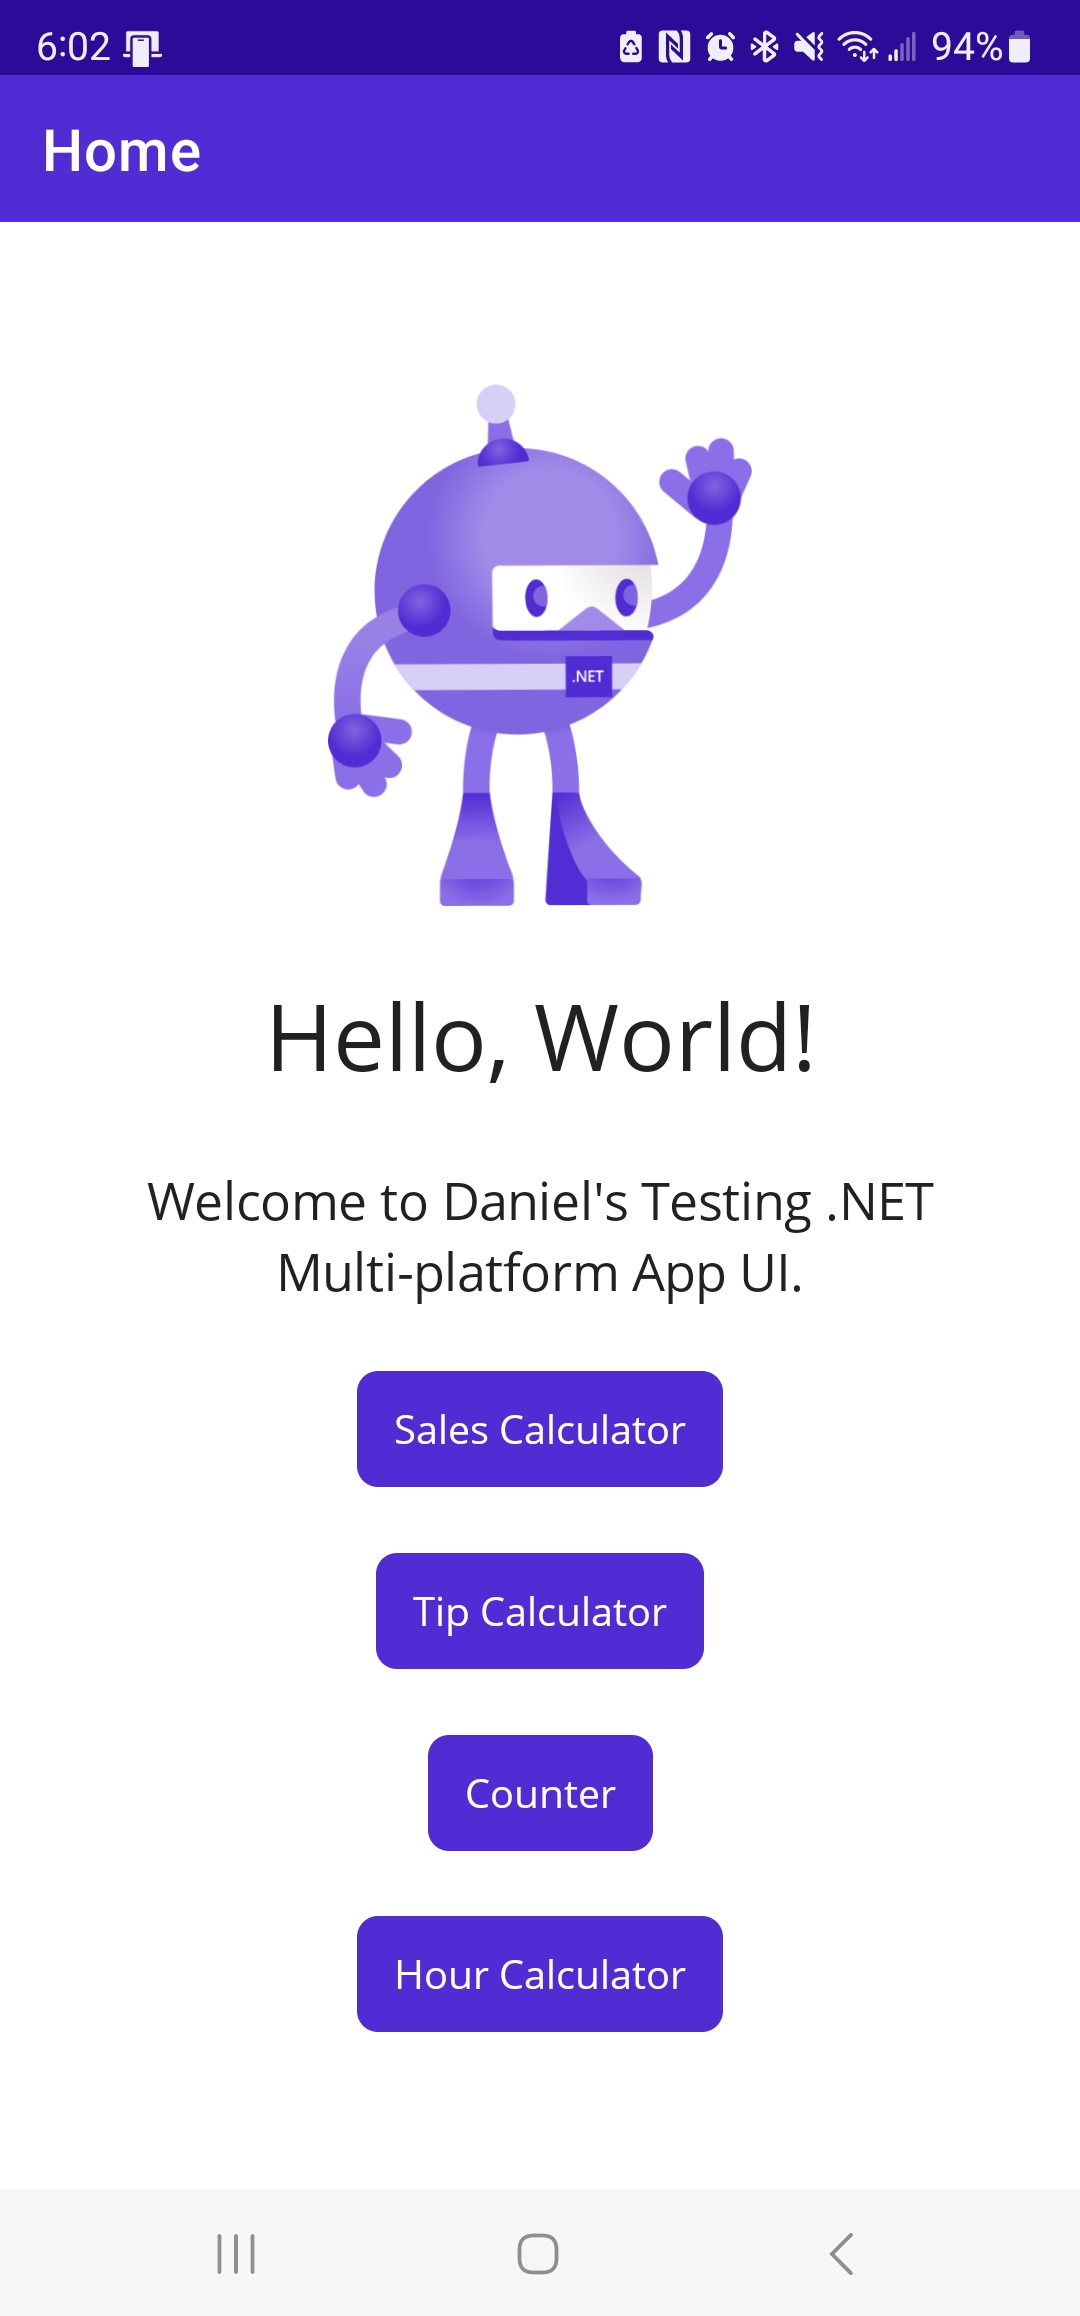 6:02 94%
Home
.NET
Hello, World!
Welcome to Daniel's Testing .NET
Multi-platform App UI.
Sales Calculator
Tip Calculator
Counter
Hour Calculator